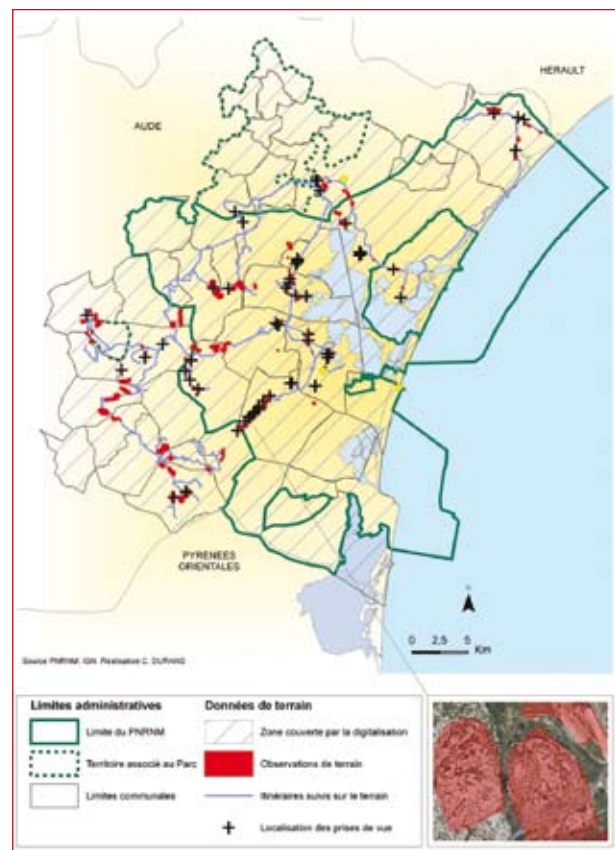 HERAULT
AUDE
PYRENEES
ORIENTALES
0 2,5 5
Km
Source PNRNM, IGN. Réalisation C. DURAND
Limites administratives
Limite du PNRNM
Territoire associé au Parc
Limites communales
Données de terrain
Zone couverte par la digitalisation
Observations de terrain
Itinéraires suivis sur le terrain
Localisation des prises de vue